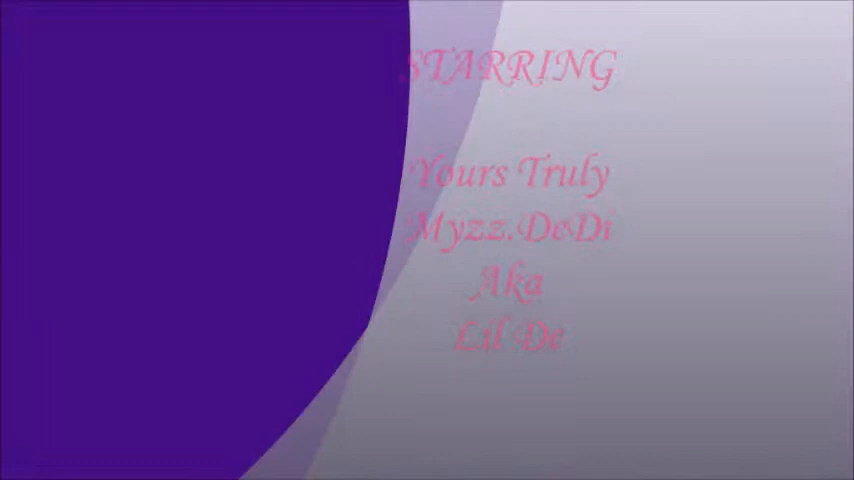 STARRING
Yours Truly
Myzz.DeDi
Aka
Lil De